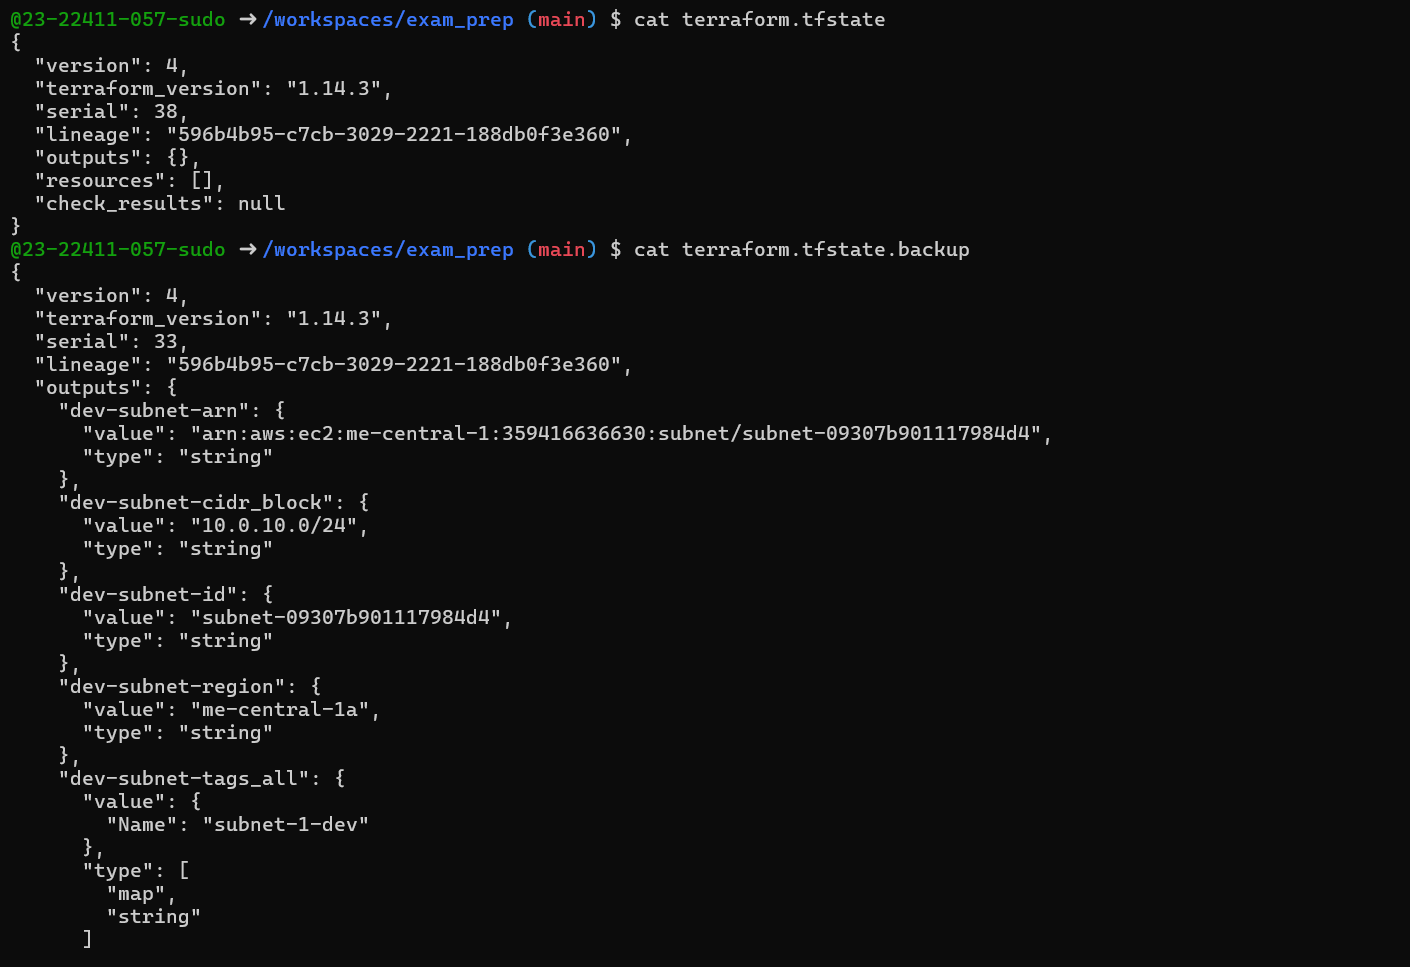 @23-22411-057-sudo ➜ /workspaces/exam_prep (main) $ cat terraform.tfstate
{
  "version": 4,
  "terraform_version": "1.14.3",
  "serial": 38,
  "lineage": "596b4b95-c7cb-3029-2221-188db0f3e360",
  "outputs": {},
  "resources": [],
  "check_results": null
}
@23-22411-057-sudo ➜ /workspaces/exam_prep (main) $ cat terraform.tfstate.backup
{
  "version": 4,
  "terraform_version": "1.14.3",
  "serial": 33,
  "lineage": "596b4b95-c7cb-3029-2221-188db0f3e360",
  "outputs": {
    "dev-subnet-arn": {
      "value": "arn:aws:ec2:me-central-1:359416636630:subnet/subnet-09307b901117984d4",
      "type": "string"
    },
    "dev-subnet-cidr_block": {
      "value": "10.0.10.0/24",
      "type": "string"
    },
    "dev-subnet-id": {
      "value": "subnet-09307b901117984d4",
      "type": "string"
    },
    "dev-subnet-region": {
      "value": "me-central-1a",
      "type": "string"
    },
    "dev-subnet-tags_all": {
      "value": {
        "Name": "subnet-1-dev"
      },
      "type": [
        "map",
        "string"
      ]